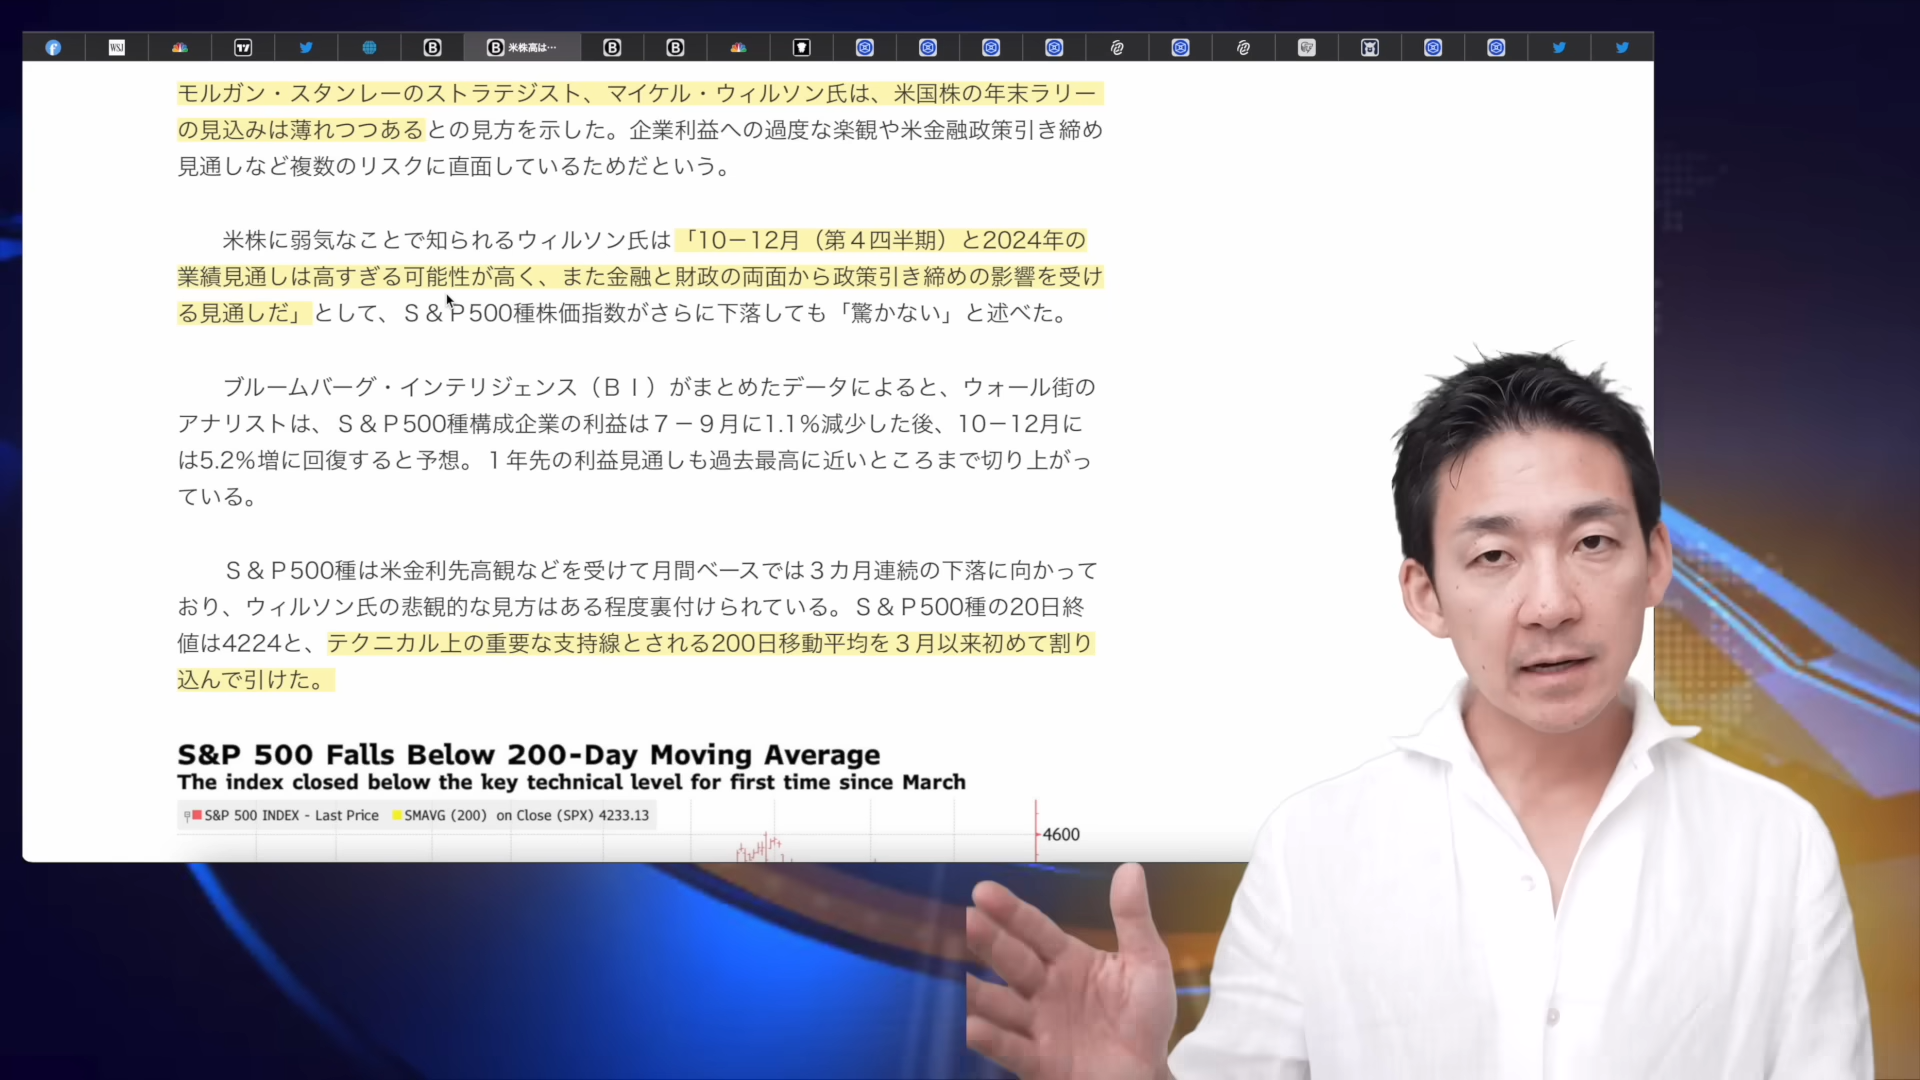 WSJ
米株高は…
モルガン・スタンレーのストラテジスト、マイケル・ウィルソン氏は、米国株の年末ラリー
の見込みは薄れつつあるとの見方を示した。企業利益への過度な楽観や米金融政策引き締め
見通しなど複数のリスクに直面しているためだという。
米株に弱気なことで知られるウィルソン氏は「10－12月（第４四半期）と2024年の
業績見通しは高すぎる可能性が高く、また金融と財政の両面から政策引き締めの影響を受け
る見通しだ」として、Ｓ＆Ｐ500種株価指数がさらに下落しても「驚かない」と述べた。
ブルームバーグ・インテリジェンス（ＢＩ）がまとめたデータによると、ウォール街の
アナリストは、Ｓ＆Ｐ500種構成企業の利益は７－９月に1.1％減少した後、10－12月に
は5.2％増に回復すると予想。１年先の利益見通しも過去最高に近いところまで切り上がっ
ている。
Ｓ＆Ｐ500種は米金利先高観などを受けて月間ベースでは３カ月連続の下落に向かって
おり、ウィルソン氏の悲観的な見方はある程度裏付けられている。Ｓ＆Ｐ500種の20日終
値は4224と、テクニカル上の重要な支持線とされる200日移動平均を３月以来初めて割り
込んで引けた。
S&P 500 Falls Below 200-Day Moving Average
The index closed below the key technical level for first time since March
S&P 500 INDEX - Last Price SMAVG (200) on Close (SPX) 4233.13
4600